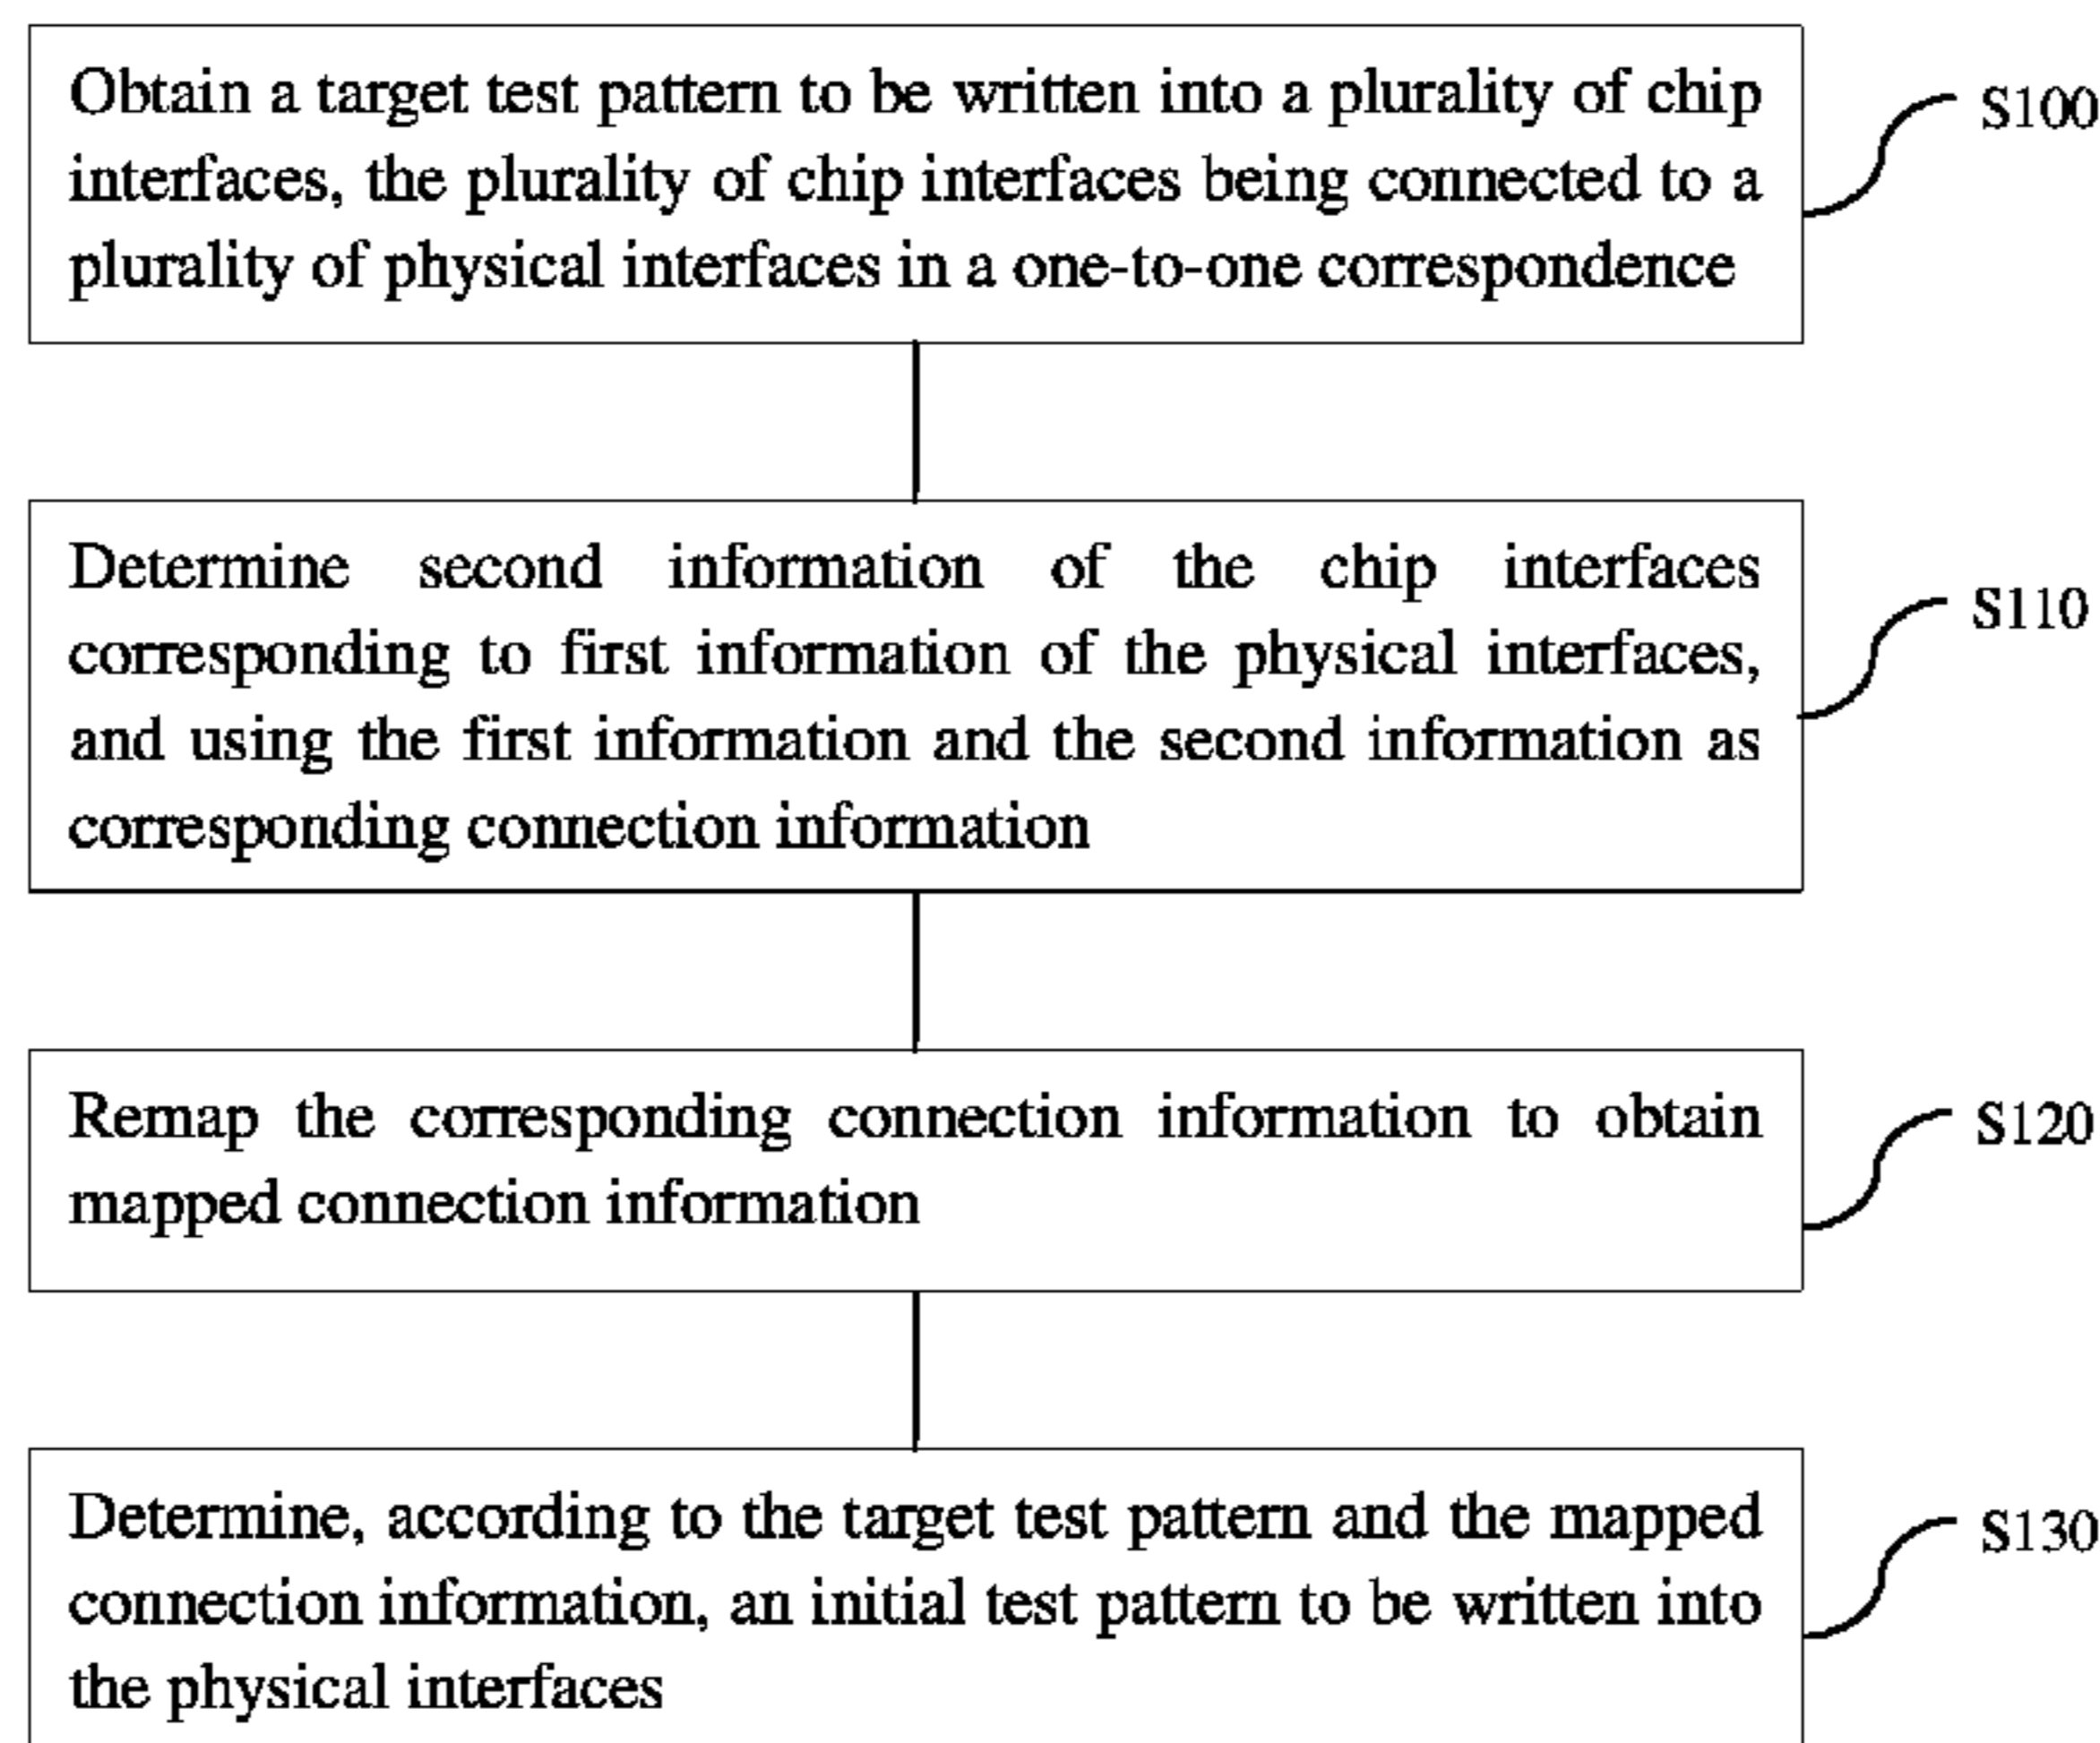 Obtain a target test pattern to be written into a plurality of chip
interfaces, the plurality of chip interfaces being connected to a
plurality of physical interfaces in a one-to-one correspondence
S100
Determine second information of the chip interfaces
corresponding to first information of the physical interfaces,
and using the first information and the second information as
corresponding connection information
S110
Remap the corresponding connection information to obtain
mapped connection information
S120
Determine, according to the target test pattern and the mapped
connection information, an initial test pattern to be written into
the physical interfaces
S130